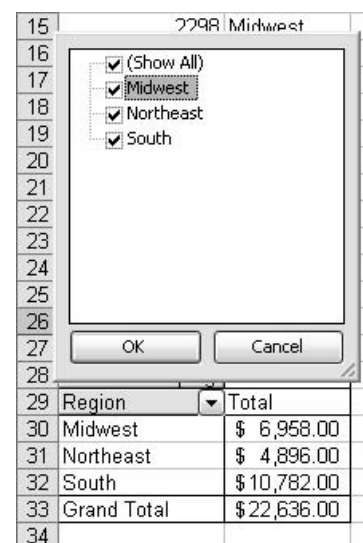 15 2298 Midwest
16 (Show All)
17 Midwest
18 Northeast
19 South
20
21
22
23
24
25
26
27 OK Cancel
28
29 Region Total
30 Midwest $ 6,958.00
31 Northeast $ 4,896.00
32 South $10,782.00
33 Grand Total $22,636.00
34